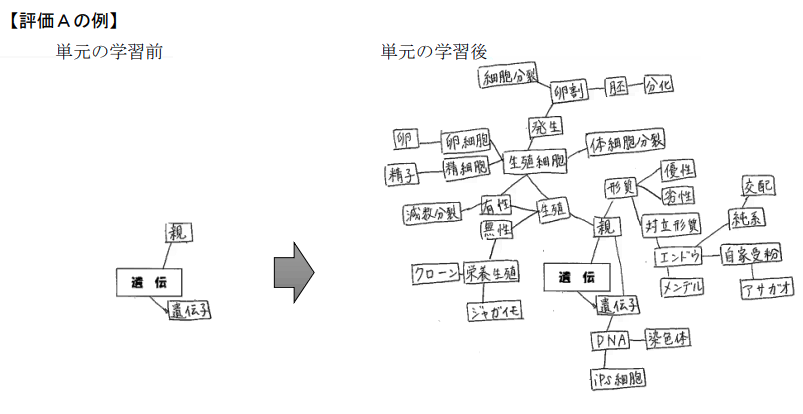 【評価Aの例】
単元の学習前
単元の学習後
親
遺 伝
遺伝子
細胞分裂
卵割
胚
分化
発生
卵
卵細胞
精子
精細胞
生殖細胞
体細胞分裂
減数分裂
有性
無性
生殖
親
形質
優性
劣性
対立形質
交配
純系
エンドウ
自家受粉
メンデル
アサガオ
クローン
栄養生殖
ジャガイモ
遺 伝
遺伝子
DNA
染色体
iPS細胞